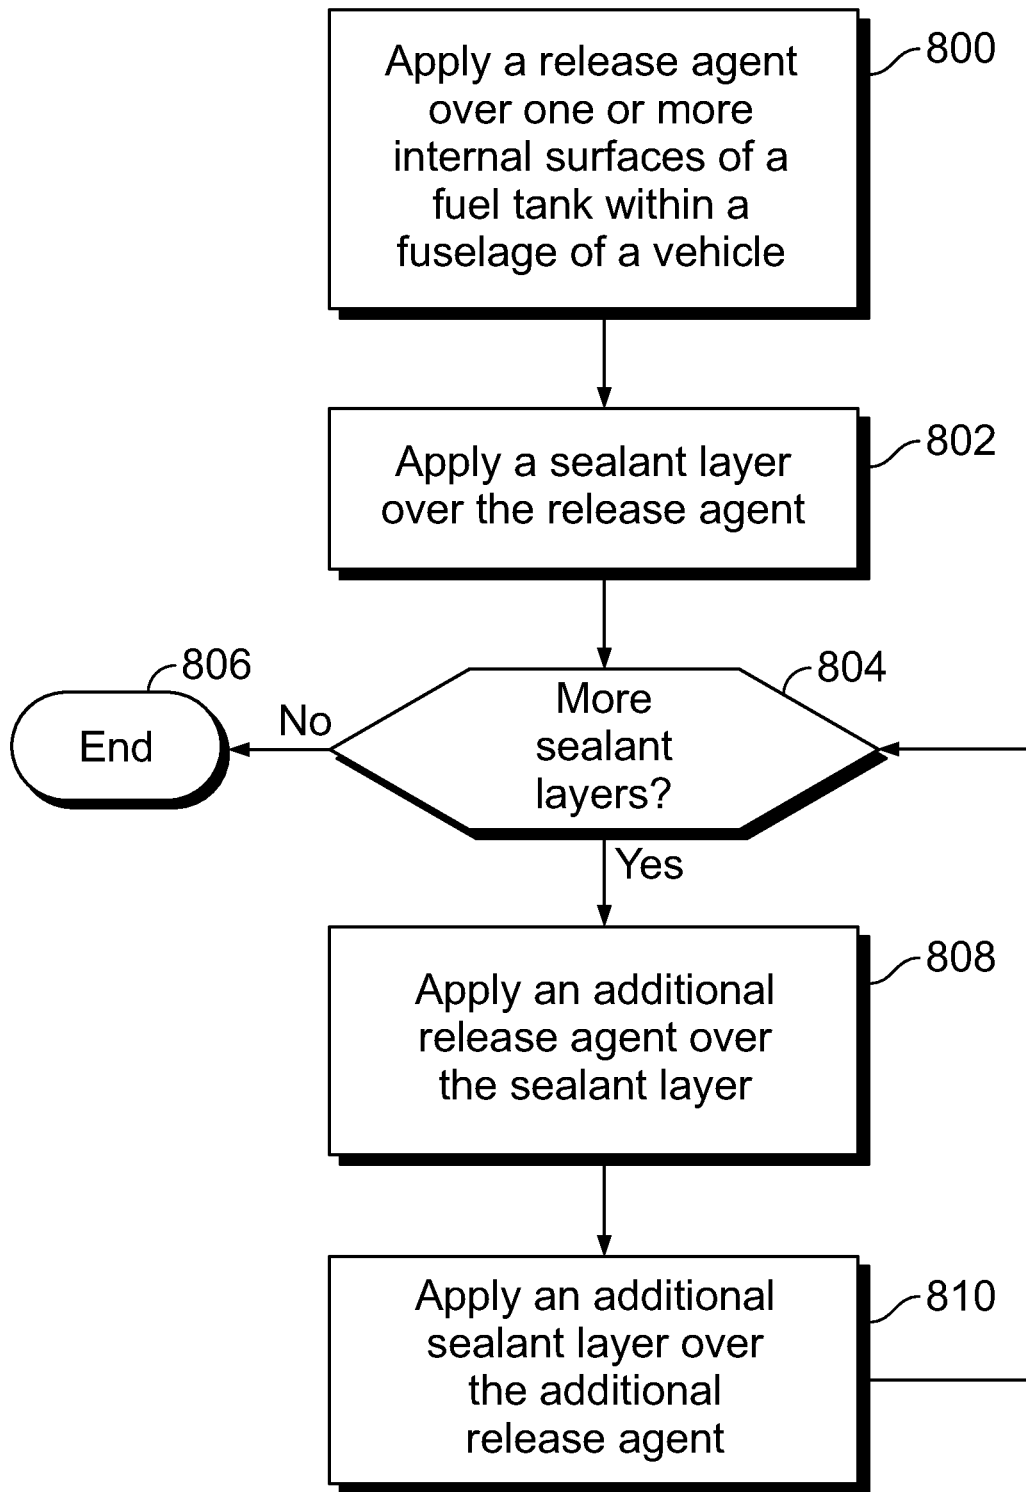 Apply a release agent
over one or more
internal surfaces of a
fuel tank within a
fuselage of a vehicle
800
Apply a sealant layer
over the release agent
802
More
sealant
layers?
804
No
806
End
Yes
Apply an additional
release agent over
the sealant layer
808
Apply an additional
sealant layer over
the additional
release agent
810